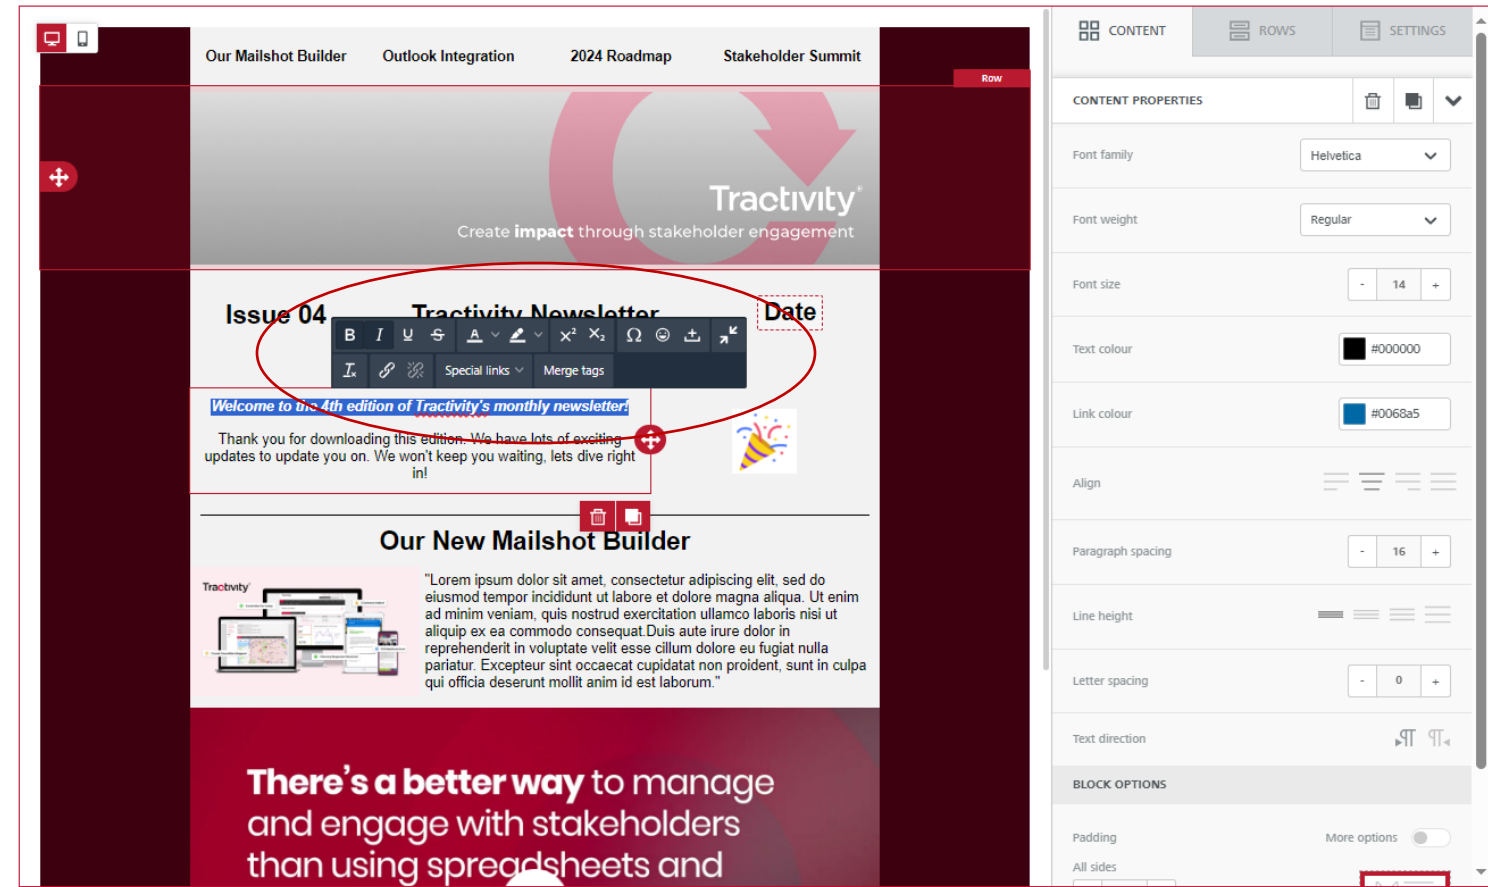 Our Mailshot Builder Outlook Integration 2024 Roadmap Stakeholder Summit
Row
Tractivity®
Create impact through stakeholder engagement
Issue 04 Tractivity Newsletter Date
B I U S A X² X₂ Ω
Ix Special links Merge tags
Welcome to the 4th edition of Tractivity's monthly newsletter!
Thank you for downloading this edition. We have lots of exciting
updates to update you on. We won't keep you waiting, lets dive right
in!
Our New Mailshot Builder
Tractivity
"Lorem ipsum dolor sit amet, consectetur adipiscing elit, sed do
eiusmod tempor incididunt ut labore et dolore magna aliqua. Ut enim
ad minim veniam, quis nostrud exercitation ullamco laboris nisi ut
aliquip ex ea commodo consequat.Duis aute irure dolor in
reprehenderit in voluptate velit esse cillum dolore eu fugiat nulla
pariatur. Excepteur sint occaecat cupidatat non proident, sunt in culpa
qui officia deserunt mollit anim id est laborum."
There's a better way to manage
and engage with stakeholders
than using spreadsheets and
CONTENT ROWS SETTINGS
CONTENT PROPERTIES
Font family Helvetica
Font weight Regular
Font size - 14 +
Text colour #000000
Link colour #0068a5
Align
Paragraph spacing - 16 +
Line height
Letter spacing - 0 +
Text direction
BLOCK OPTIONS
Padding More options
All sides